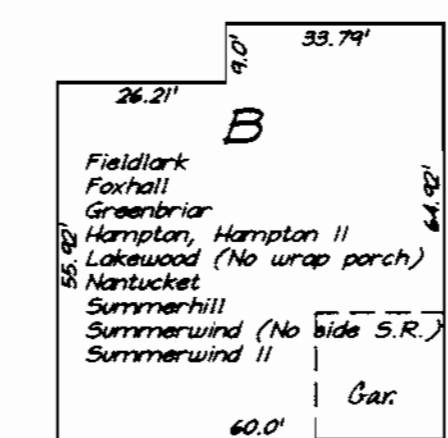 33.79'
9.0'
26.21'
B
Fieldlark
Foxhall
Greenbriar
Hampton, Hampton II
Lakewood (No wrap porch)
Nantucket
Summerhill
Summerwind (No side S.R.)
Summerwind II
55.92'
64.92'
Gar.
60.0'